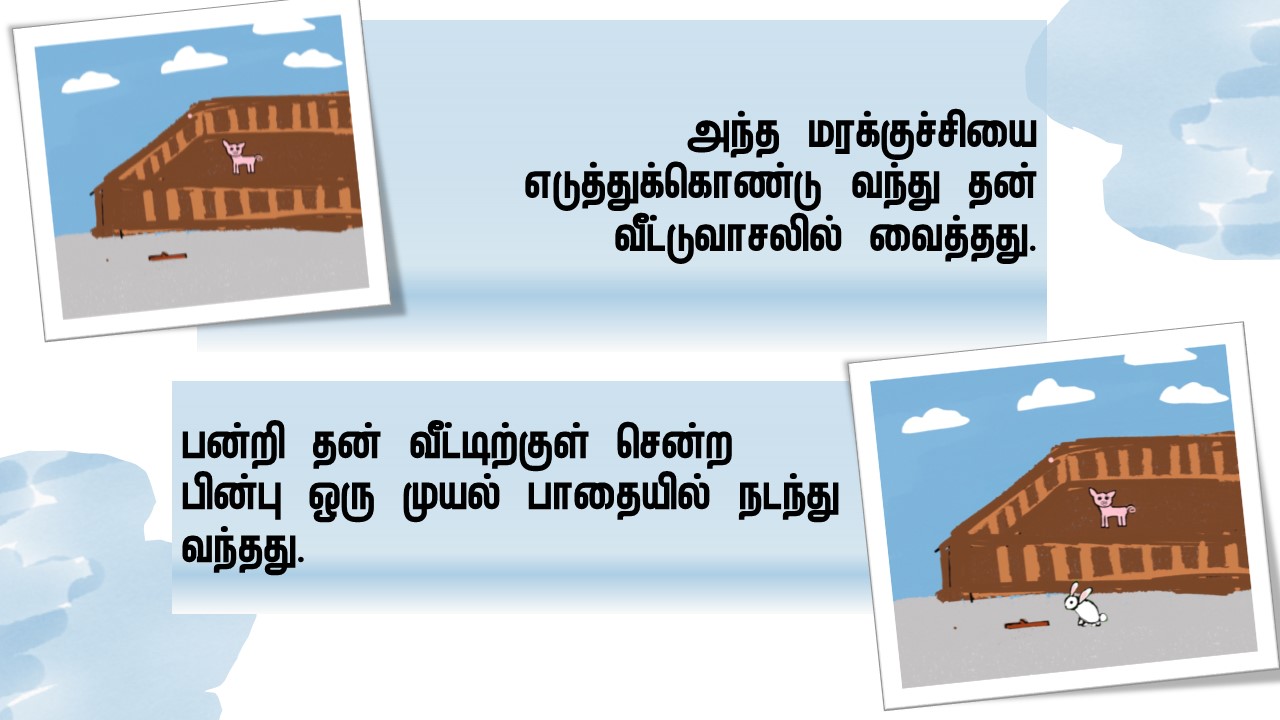 அந்த மரக்குச்சியை
எடுத்துக்கொண்டு வந்து தன்
வீட்டுவாசலில் வைத்தது.
பன்றி தன் வீட்டிற்குள் சென்ற
பின்பு ஒரு முயல் பாதையில் நடந்து
வந்தது.